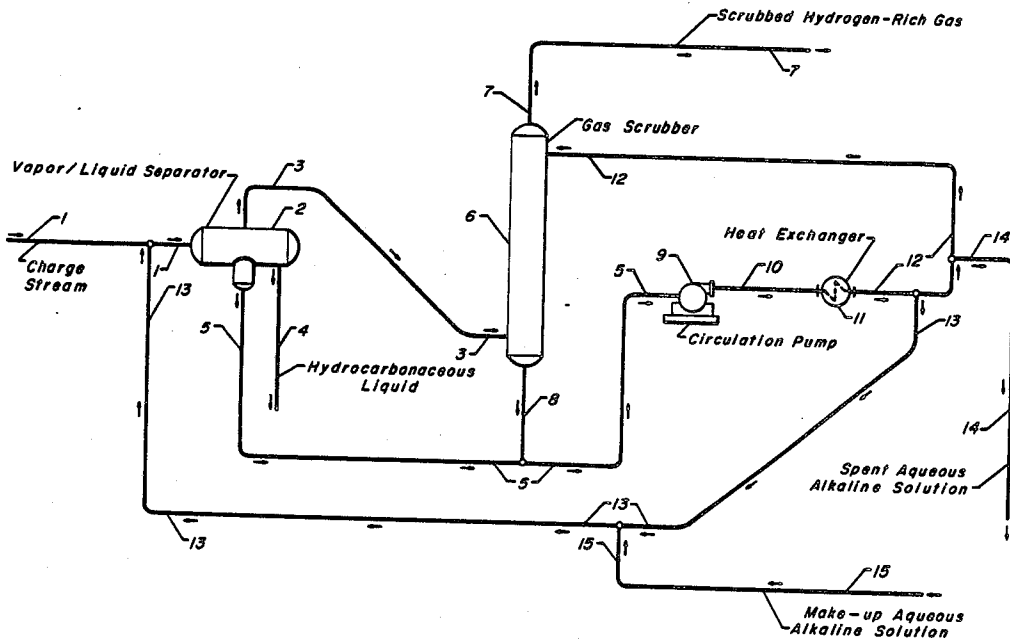 Scrubbed Hydrogen-Rich Gas
7
7
Gas Scrubber
Vapor/Liquid Separator
3
12
2
1
6
Heat Exchanger
14
9
10
5
12
Charge
Stream
1
13
5
4
3
11
13
Circulation Pump
Hydrocarbonaceous
Liquid
8
14
5
Spent Aqueous
Alkaline Solution
13
13
15
15
Make-up Aqueous
Alkaline Solution